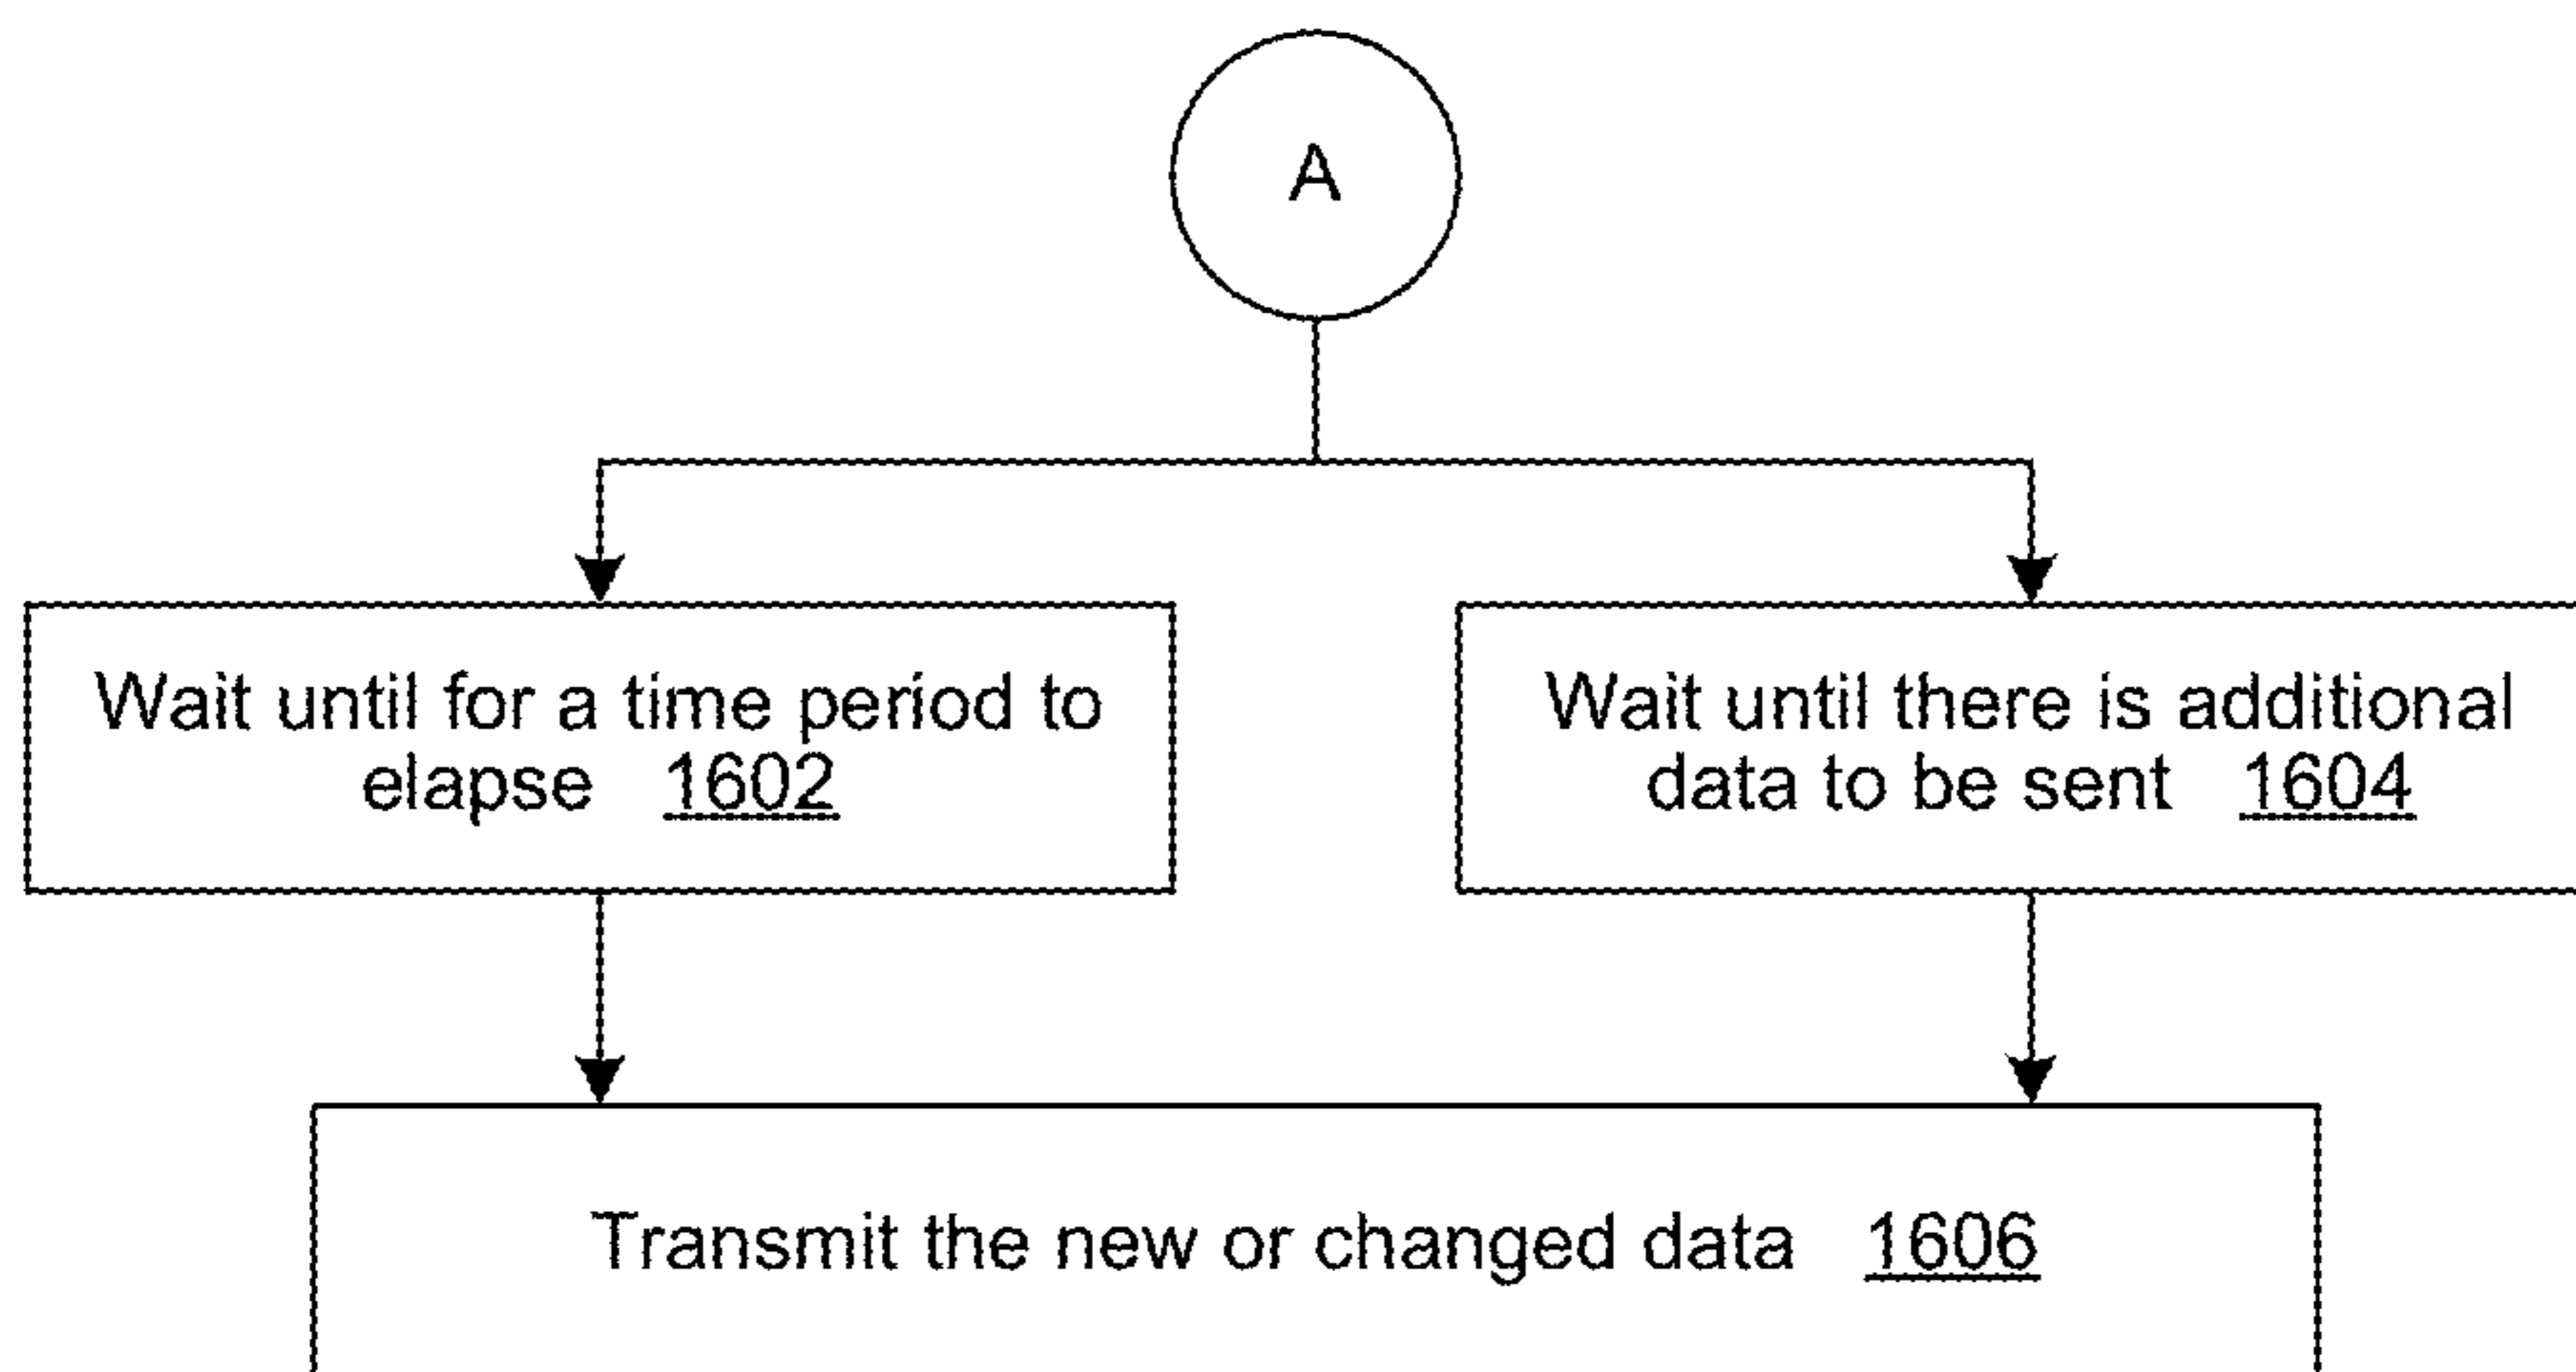 A
Wait until for a time period to
elapse 1602
Wait until there is additional
data to be sent 1604
Transmit the new or changed data 1606